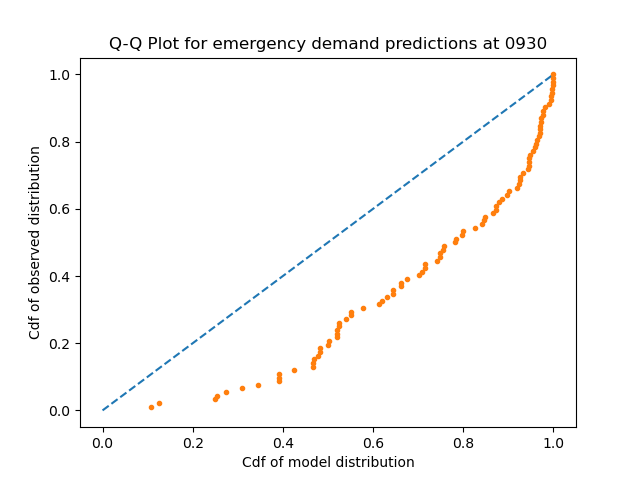 Q-Q Plot for emergency demand predictions at 0930
1.0
0.8
0.6
0.4
0.2
0.0
Cdf of observed distribution
0.0 0.2 0.4 0.6 0.8 1.0
Cdf of model distribution